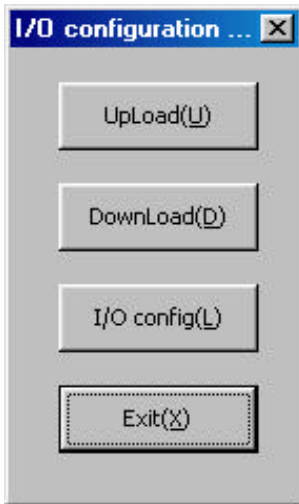 I/O configuration ...
UpLoad(U)
DownLoad(D)
I/O config(L)
Exit(X)